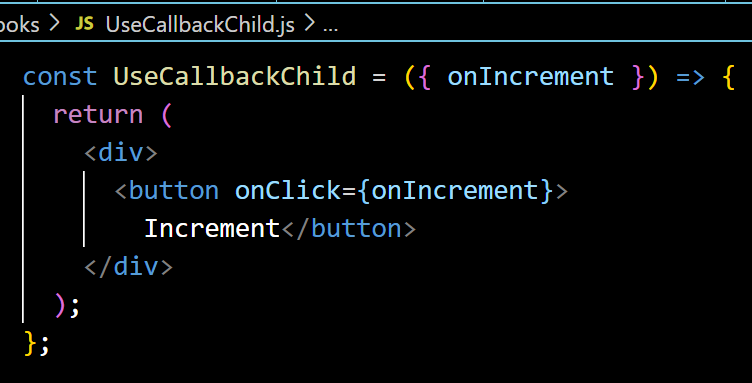 ooks > JS UseCallbackChild.js > ...
const UseCallbackChild = ({ onIncrement }) => {
  return (
    <div>
      <button onClick={onIncrement}>
        Increment</button>
    </div>
  );
};